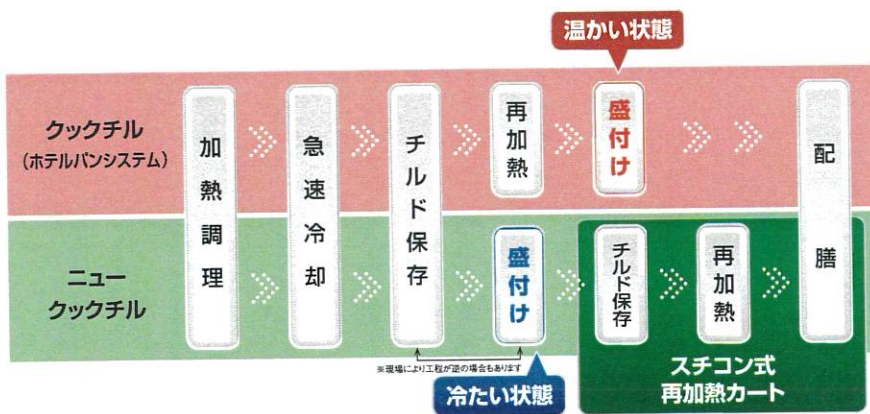 温かい状態
クックチル
(ホテルパンシステム)
加熱調理
急速冷却
チルド保存
再加熱
盛付け
配膳
ニュー
クックチル
盛付け
チルド保存
再加熱
※現場により工程が逆の場合もあります
冷たい状態
スチコン式
再加熱カート